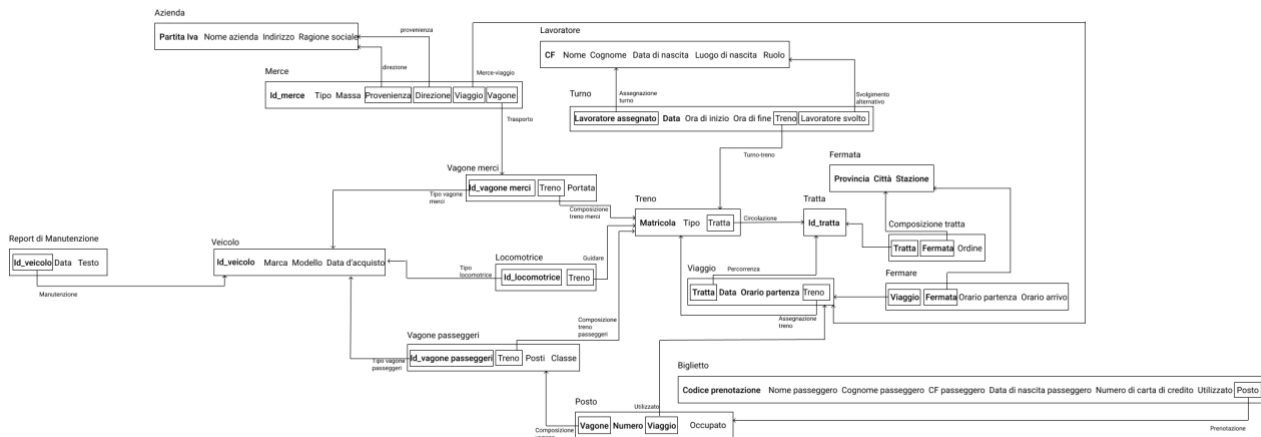 Azienda
Partita Iva Nome azienda Indirizzo Ragione sociale
provenienza
direzione
Lavoratore
CF Nome Cognome Data di nascita Luogo di nascita Ruolo
Merce
Merce-viaggio
Id_merce Tipo Massa Provenienza Direzione Viaggio Vagone
Assegnazione
turno
Svolgimento
alternativo
Turno
Lavoratore assegnato Data Ora di inizio Ora di fine Treno Lavoratore svolto
Trasporto
Turno-treno
Vagone merci
Id_vagone merci Treno Portata
Tipo vagone
merci
Composizione
treno merci
Fermata
Provincia Città Stazione
Treno
Matricola Tipo Tratta
Circolazione
Tratta
Id_tratta
Composizione tratta
Tratta Fermata Ordine
Report di Manutenzione
Id_veicolo Data Testo
Manutenzione
Veicolo
Id_veicolo Marca Modello Data d'acquisto
Tipo
locomotrice
Locomotrice
Guidare
Id_locomotrice Treno
Viaggio
Percorrenza
Tratta Data Orario partenza Treno
Assegnazione
treno
Fermare
Viaggio Fermata Orario partenza Orario arrivo
Composizione
treno
passeggeri
Vagone passeggeri
Id_vagone passeggeri Treno Posti Classe
Tipo vagone
passeggeri
Biglietto
Codice prenotazione Nome passeggero Cognome passeggero CF passeggero Data di nascita passeggero Numero di carta di credito Utilizzato Posto
Prenotazione
Posto
Utilizzato
Vagone Numero Viaggio Occupato
Composizione